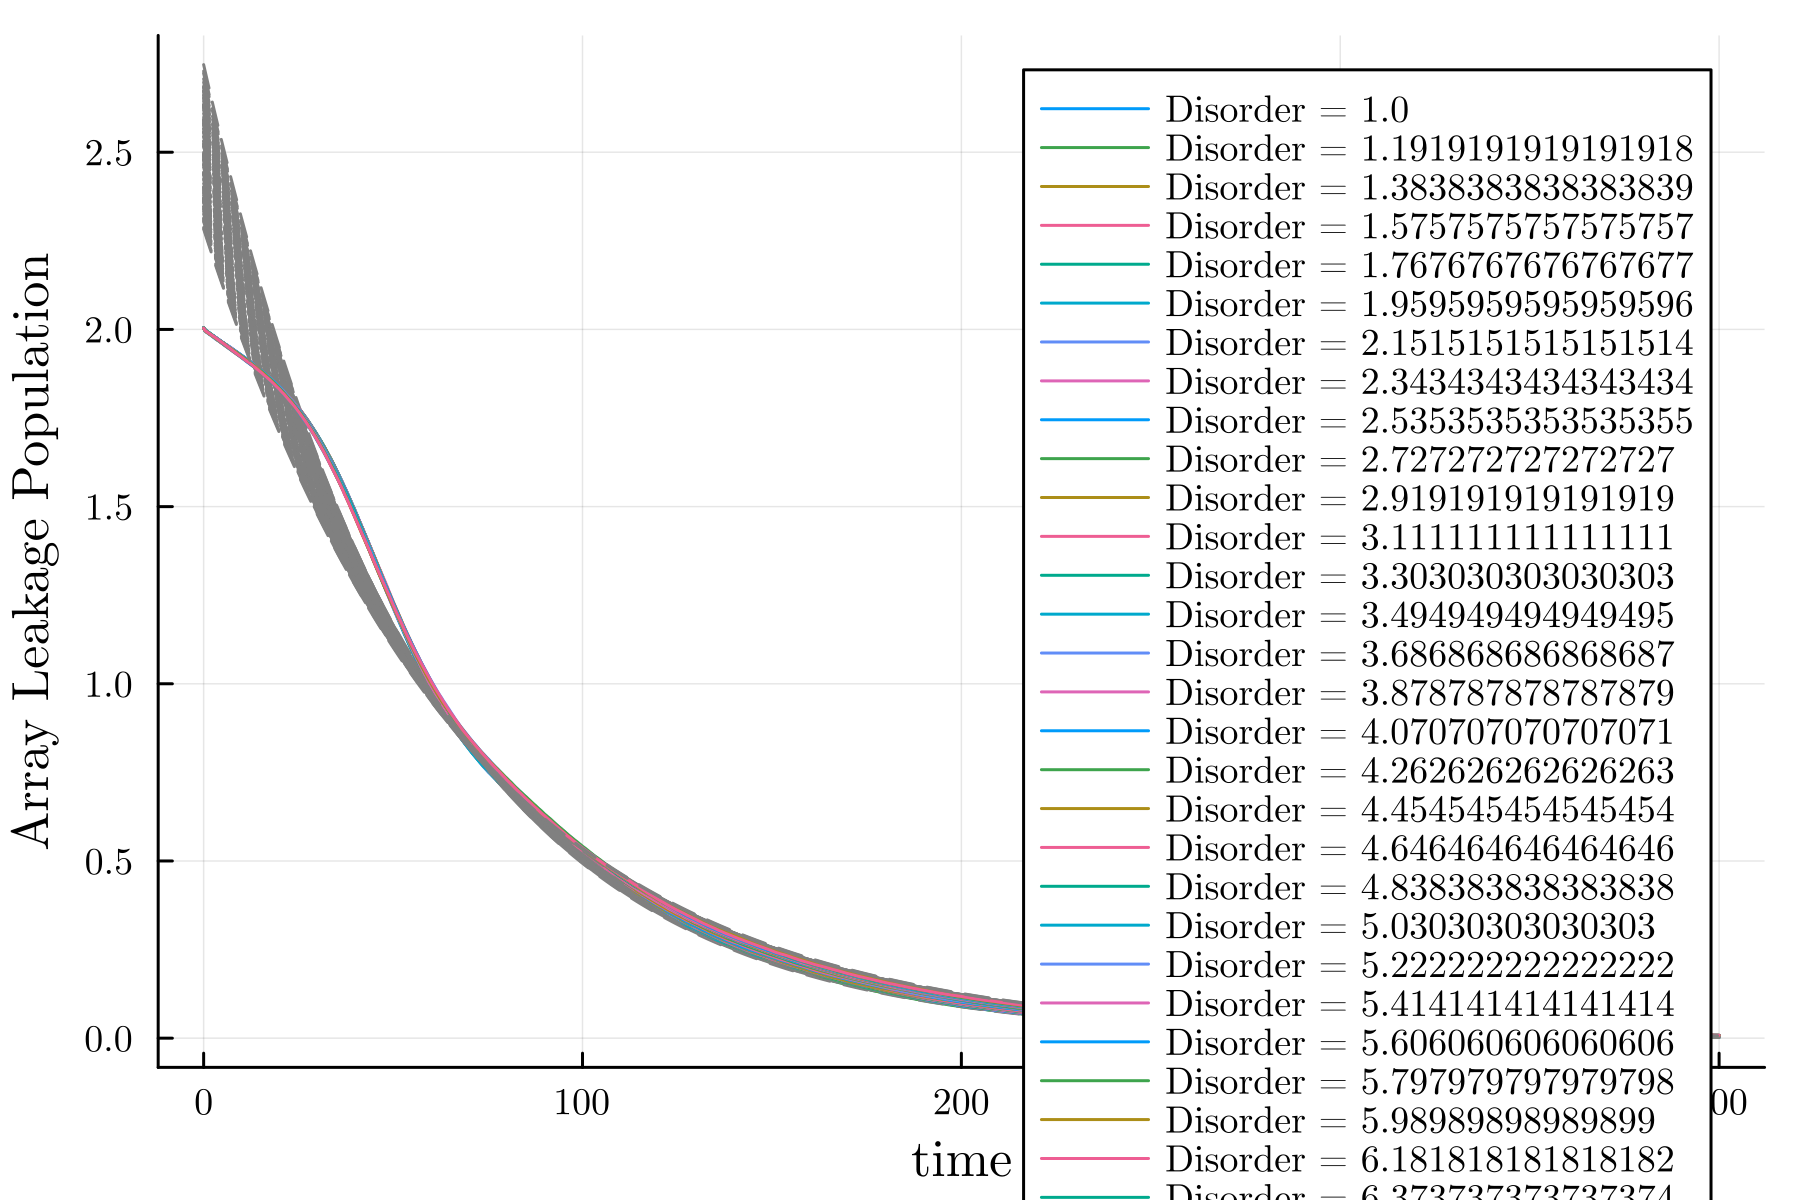 Array Leakage Population
2.5
2.0
1.5
1.0
0.5
0.0
0
100
200
00
time
Disorder = 1.0
Disorder = 1.1919191919191918
Disorder = 1.3838383838383839
Disorder = 1.5757575757575757
Disorder = 1.7676767676767677
Disorder = 1.9595959595959596
Disorder = 2.1515151515151514
Disorder = 2.3434343434343434
Disorder = 2.5353535353535355
Disorder = 2.727272727272727
Disorder = 2.919191919191919
Disorder = 3.111111111111111
Disorder = 3.303030303030303
Disorder = 3.494949494949495
Disorder = 3.686868686868687
Disorder = 3.878787878787879
Disorder = 4.070707070707071
Disorder = 4.262626262626263
Disorder = 4.454545454545454
Disorder = 4.646464646464646
Disorder = 4.838383838383838
Disorder = 5.03030303030303
Disorder = 5.222222222222222
Disorder = 5.414141414141414
Disorder = 5.606060606060606
Disorder = 5.797979797979798
Disorder = 5.98989898989899
Disorder = 6.181818181818182
Disorder = 6.373737373737374